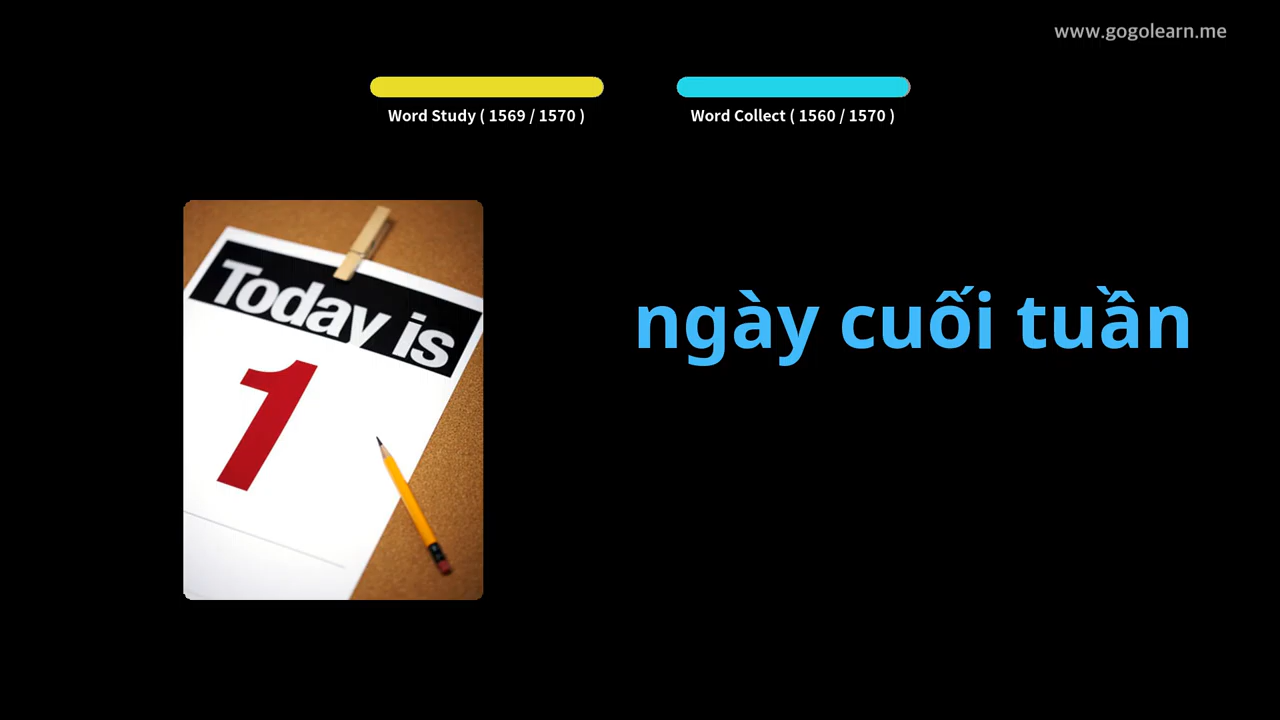 www.gogolearn.me
Word Study ( 1569 / 1570 )
Word Collect ( 1560 / 1570 )
Today is
1
ngày cuối tuần